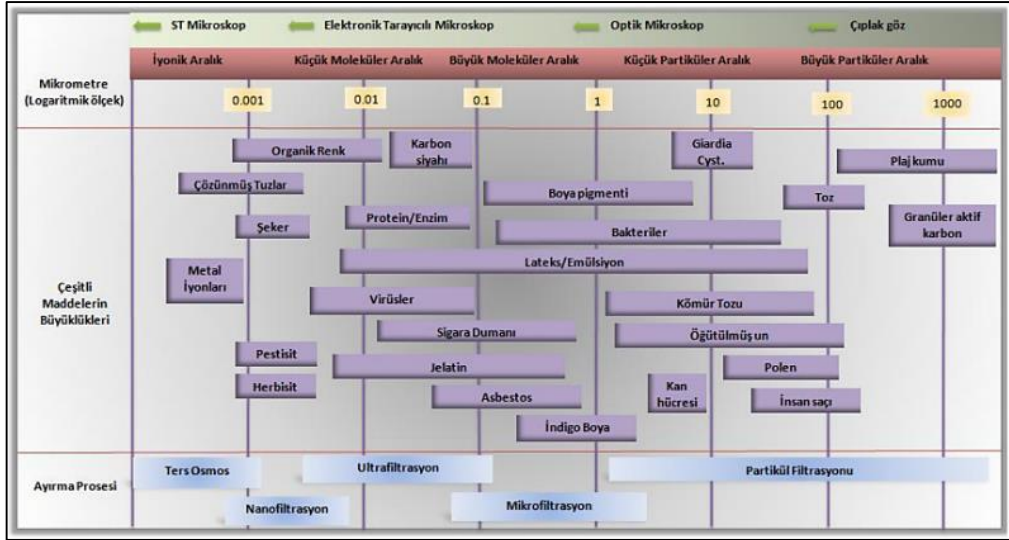 ST Mikroskop
Elektronik Tarayıcılı Mikroskop
Optik Mikroskop
Çıplak göz
İyonik Aralık
Küçük Moleküler Aralık
Büyük Moleküler Aralık
Küçük Partiküler Aralık
Büyük Partiküler Aralık
Mikrometre
(Logaritmik ölçek)
0.001
0.01
0.1
1
10
100
1000
Çeşitli
Maddelerin
Büyüklükleri
Organik Renk
Karbon
siyahı
Giardia
Cyst.
Plaj kumu
Çözünmüş Tuzlar
Boya pigmenti
Toz
Şeker
Protein/Enzim
Bakteriler
Granüler aktif
karbon
Metal
İyonları
Lateks/Emülsiyon
Virüsler
Kömür Tozu
Sigara Dumanı
Öğütülmüş un
Pestisit
Jelatin
Polen
Herbisit
Asbestos
Kan
hücresi
İnsan saçı
İndigo Boya
Ayırma Prosesi
Ters Osmos
Ultrafiltrasyon
Partikül Filtrasyonu
Nanofiltrasyon
Mikrofiltrasyon